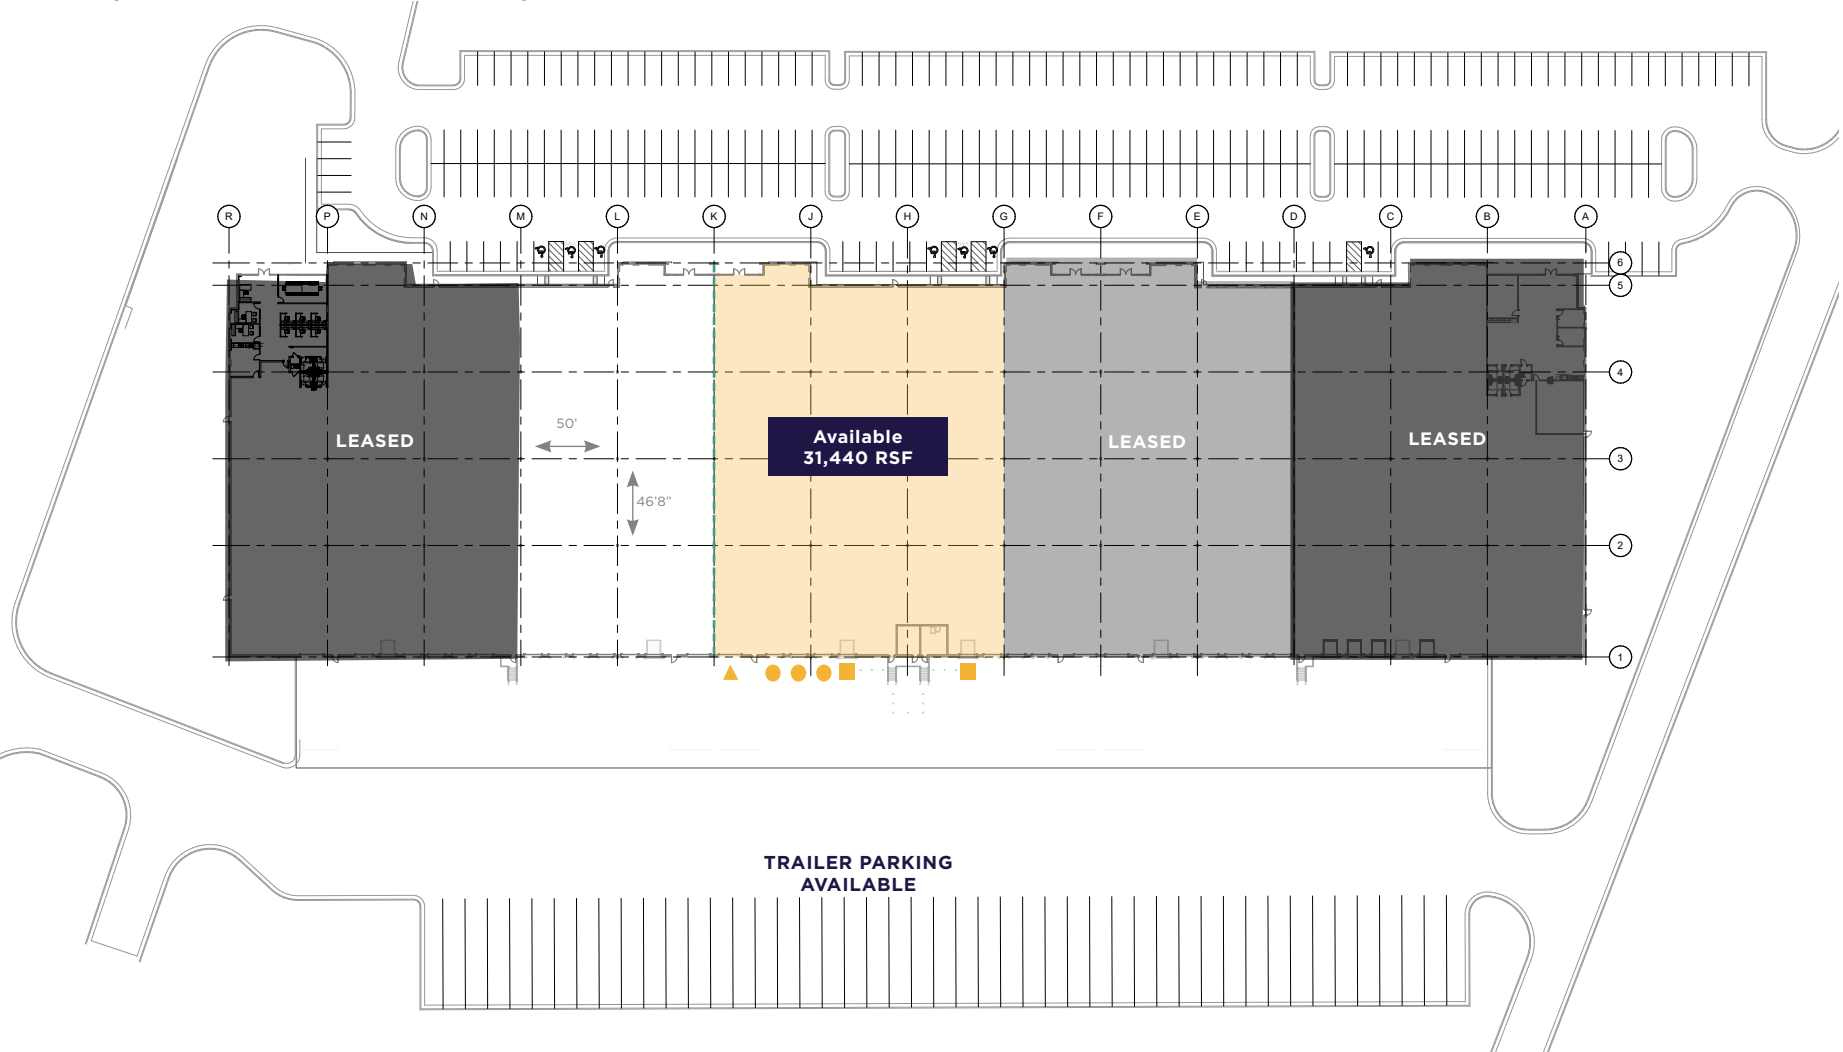 R P N M L K J H G F E D C B A
6
5
4
3
2
1
LEASED
50'
46'8"
Available
31,440 RSF
LEASED
LEASED
TRAILER PARKING
AVAILABLE